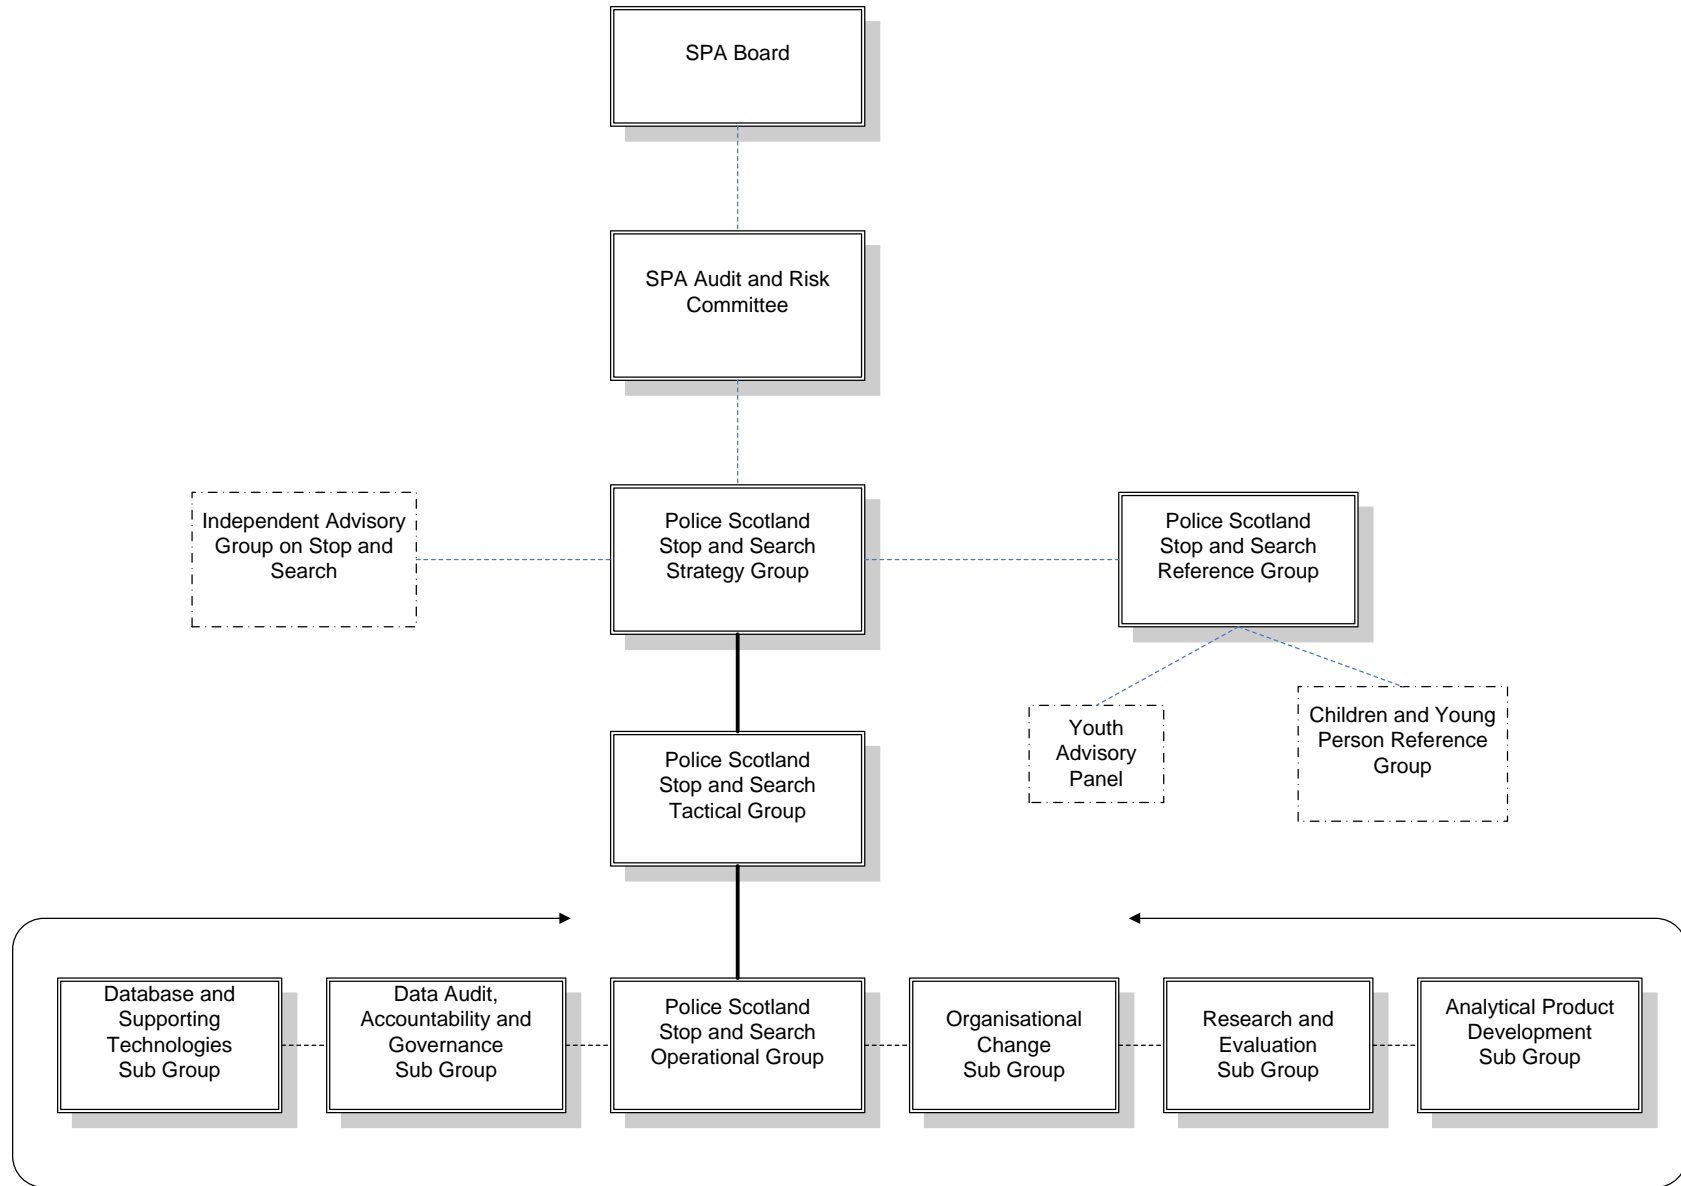 SPA Board
SPA Audit and Risk
Committee
Independent Advisory
Group on Stop and
Search
Police Scotland
Stop and Search
Strategy Group
Police Scotland
Stop and Search
Reference Group
Youth
Advisory
Panel
Children and Young
Person Reference
Group
Police Scotland
Stop and Search
Tactical Group
Database and
Supporting
Technologies
Sub Group
Data Audit,
Accountability and
Governance
Sub Group
Police Scotland
Stop and Search
Operational Group
Organisational
Change
Sub Group
Research and
Evaluation
Sub Group
Analytical Product
Development
Sub Group